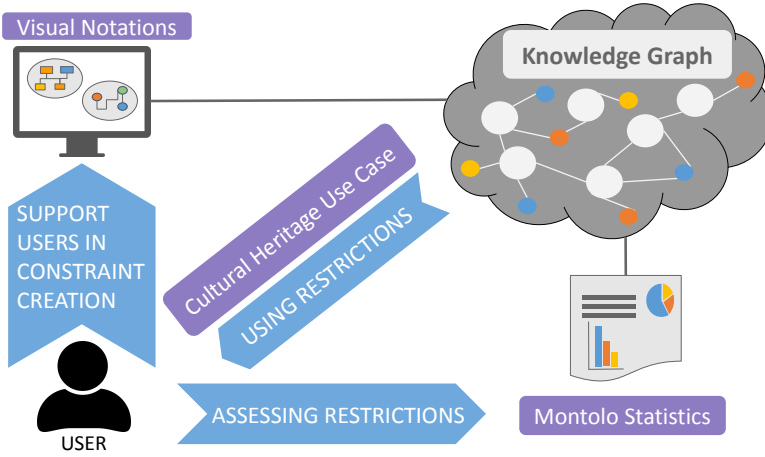 Visual Notations
Knowledge Graph
SUPPORT
USERS IN
CONSTRAINT
CREATION
Cultural Heritage Use Case
USING RESTRICTIONS
USER
ASSESSING RESTRICTIONS
Montolo Statistics